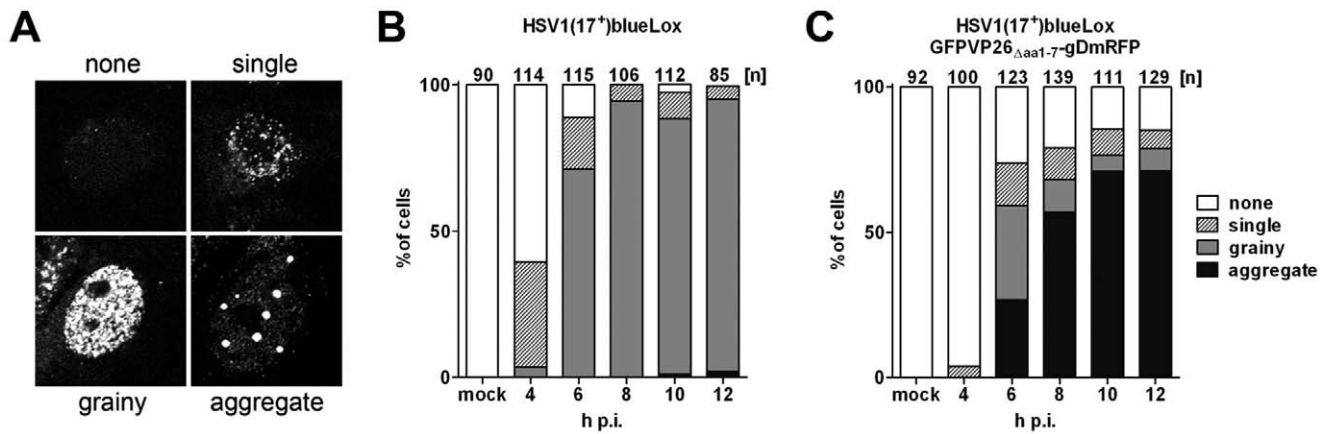 A
none single
grainy aggregate
B
HSV1(17+)blueLox
90 114 115 106 112 85 [n]
100
50
0
% of cells
mock 4 6 8 10 12
h p.i.
C
HSV1(17+)blueLox
GFPVP26Δaa1-7-gDmRFP
92 100 123 139 111 129 [n]
100
50
0
% of cells
mock 4 6 8 10 12
h p.i.
none
single
grainy
aggregate